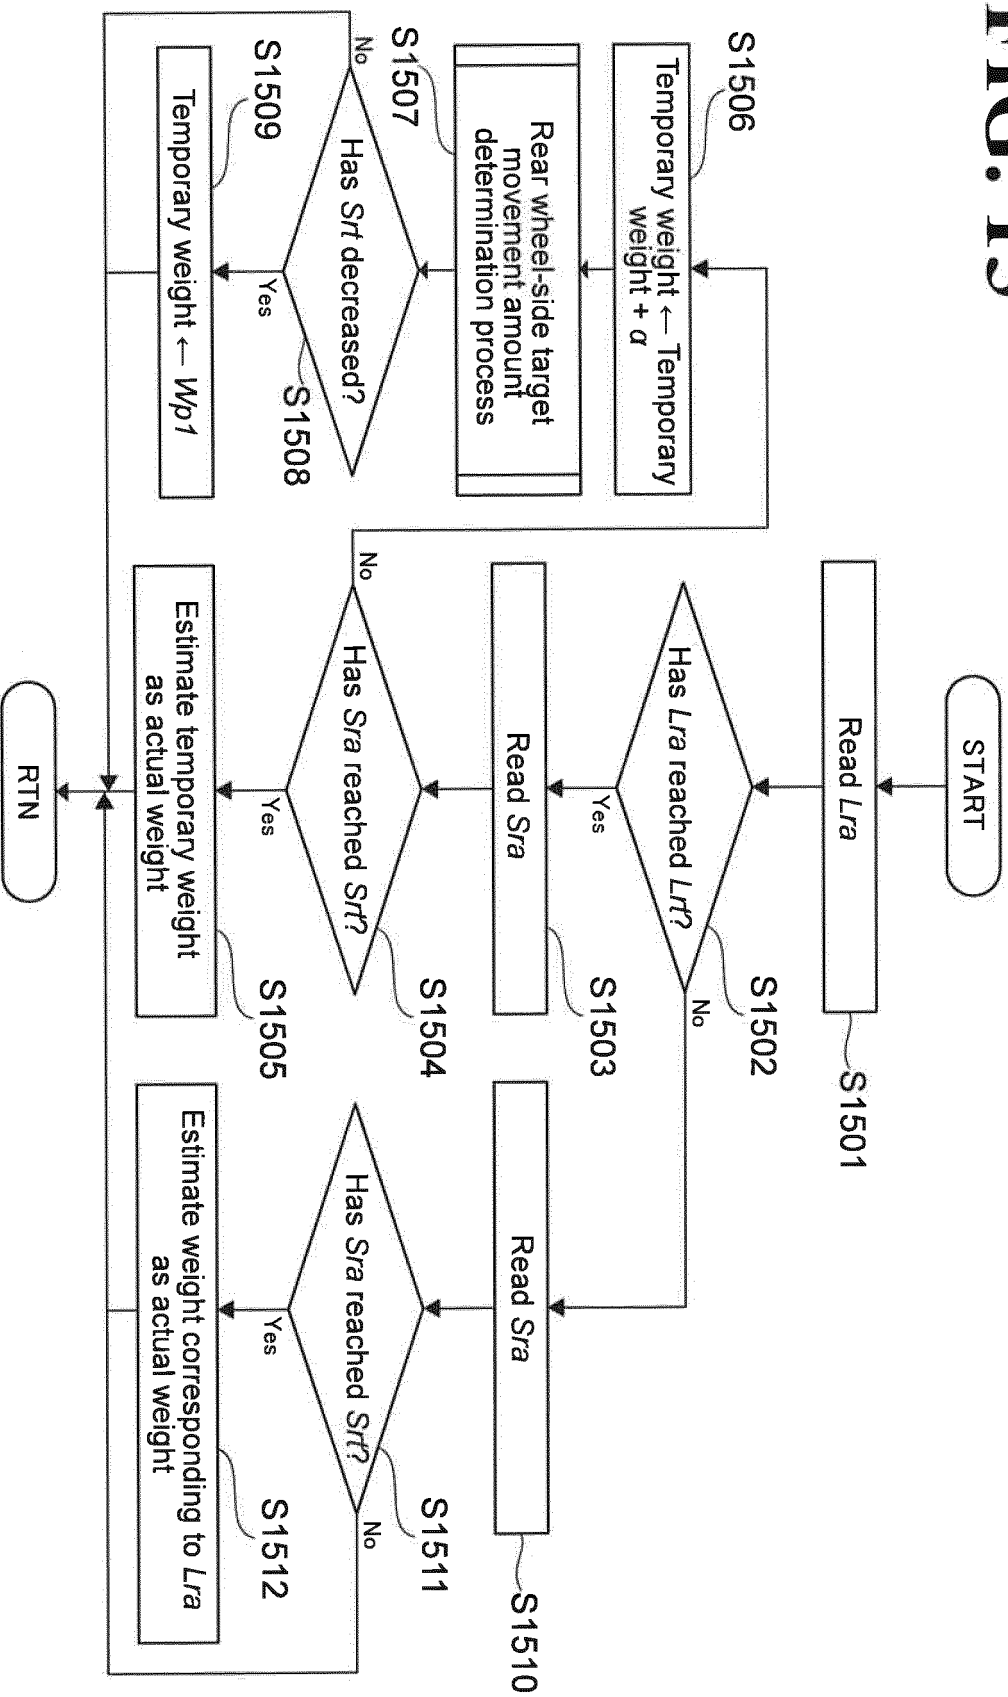 FIG. 15
START
Read Lra
S1501
Has Lra reached Lrt?
S1502
Yes
No
Read Sra
S1503
Has Sra reached Srt?
S1504
No
Yes
Estimate temporary weight
as actual weight
S1505
S1506
Temporary weight ← Temporary
weight + α
S1507
Rear wheel-side target
movement amount
determination process
Has Srt decreased?
S1508
No
Yes
S1509
Temporary weight ← Wp1
Read Sra
S1510
Has Sra reached Srt?
S1511
No
Yes
Estimate weight corresponding to Lra
as actual weight
S1512
RTN